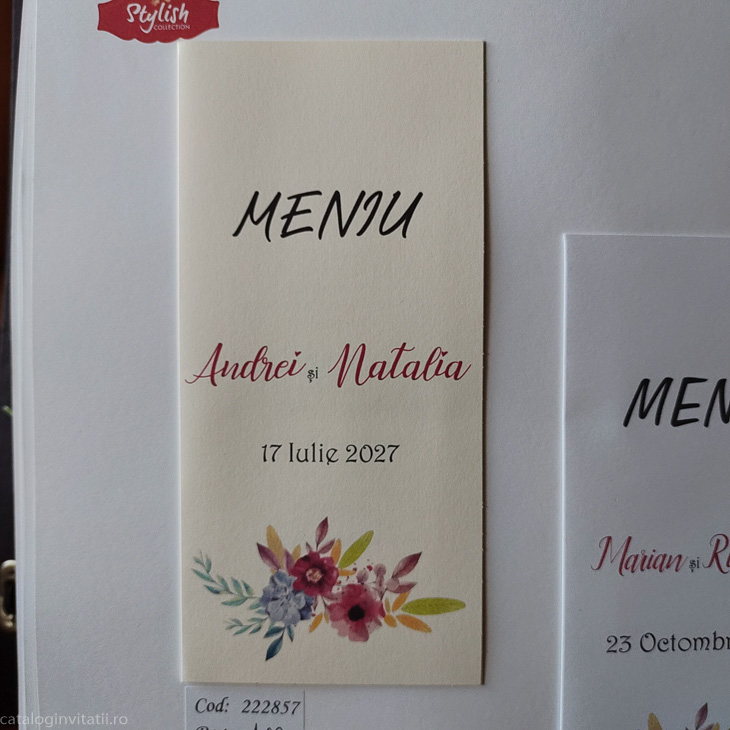 Stylish
COLLECTION
MENIU
Andrei și Natalia
17 Iulie 2027
MEN
Marian și
23 Octombr
Cod: 222857
cataloginvitatii.ro